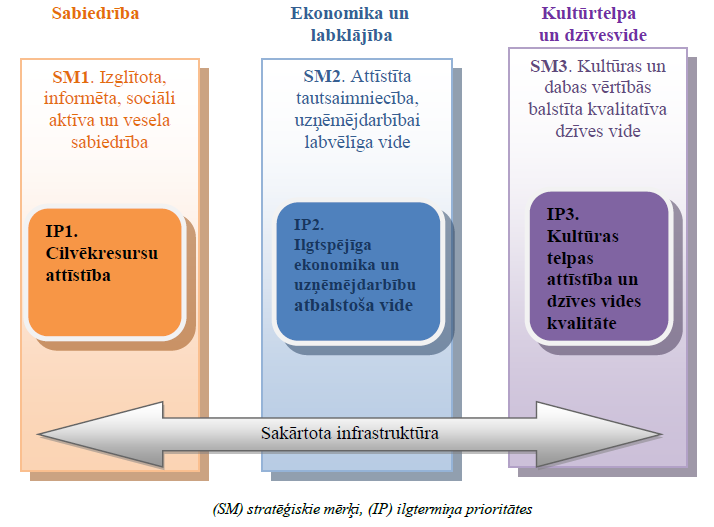 Sabiedrība
SM1. Izglītota,
informēta, sociāli
aktīva un vesela
sabiedrība
IP1.
Cilvēkresursu
attīstība
Ekonomika un
labklājība
SM2. Attīstīta
tautsaimniecība,
uzņēmējdarbībai
labvēlīga vide
IP2.
Ilgtspējīga
ekonomika un
uzņēmējdarbību
atbalstoša vide
Kultūrtelpa
un dzīvesvide
SM3. Kultūras un
dabas vērtībās
balstīta kvalitatīva
dzīves vide
IP3.
Kultūras
telpas
attīstība un
dzīves vides
kvalitāte
Sakārtota infrastruktūra
(SM) stratēģiskie mērķi, (IP) ilgtermiņa prioritātes